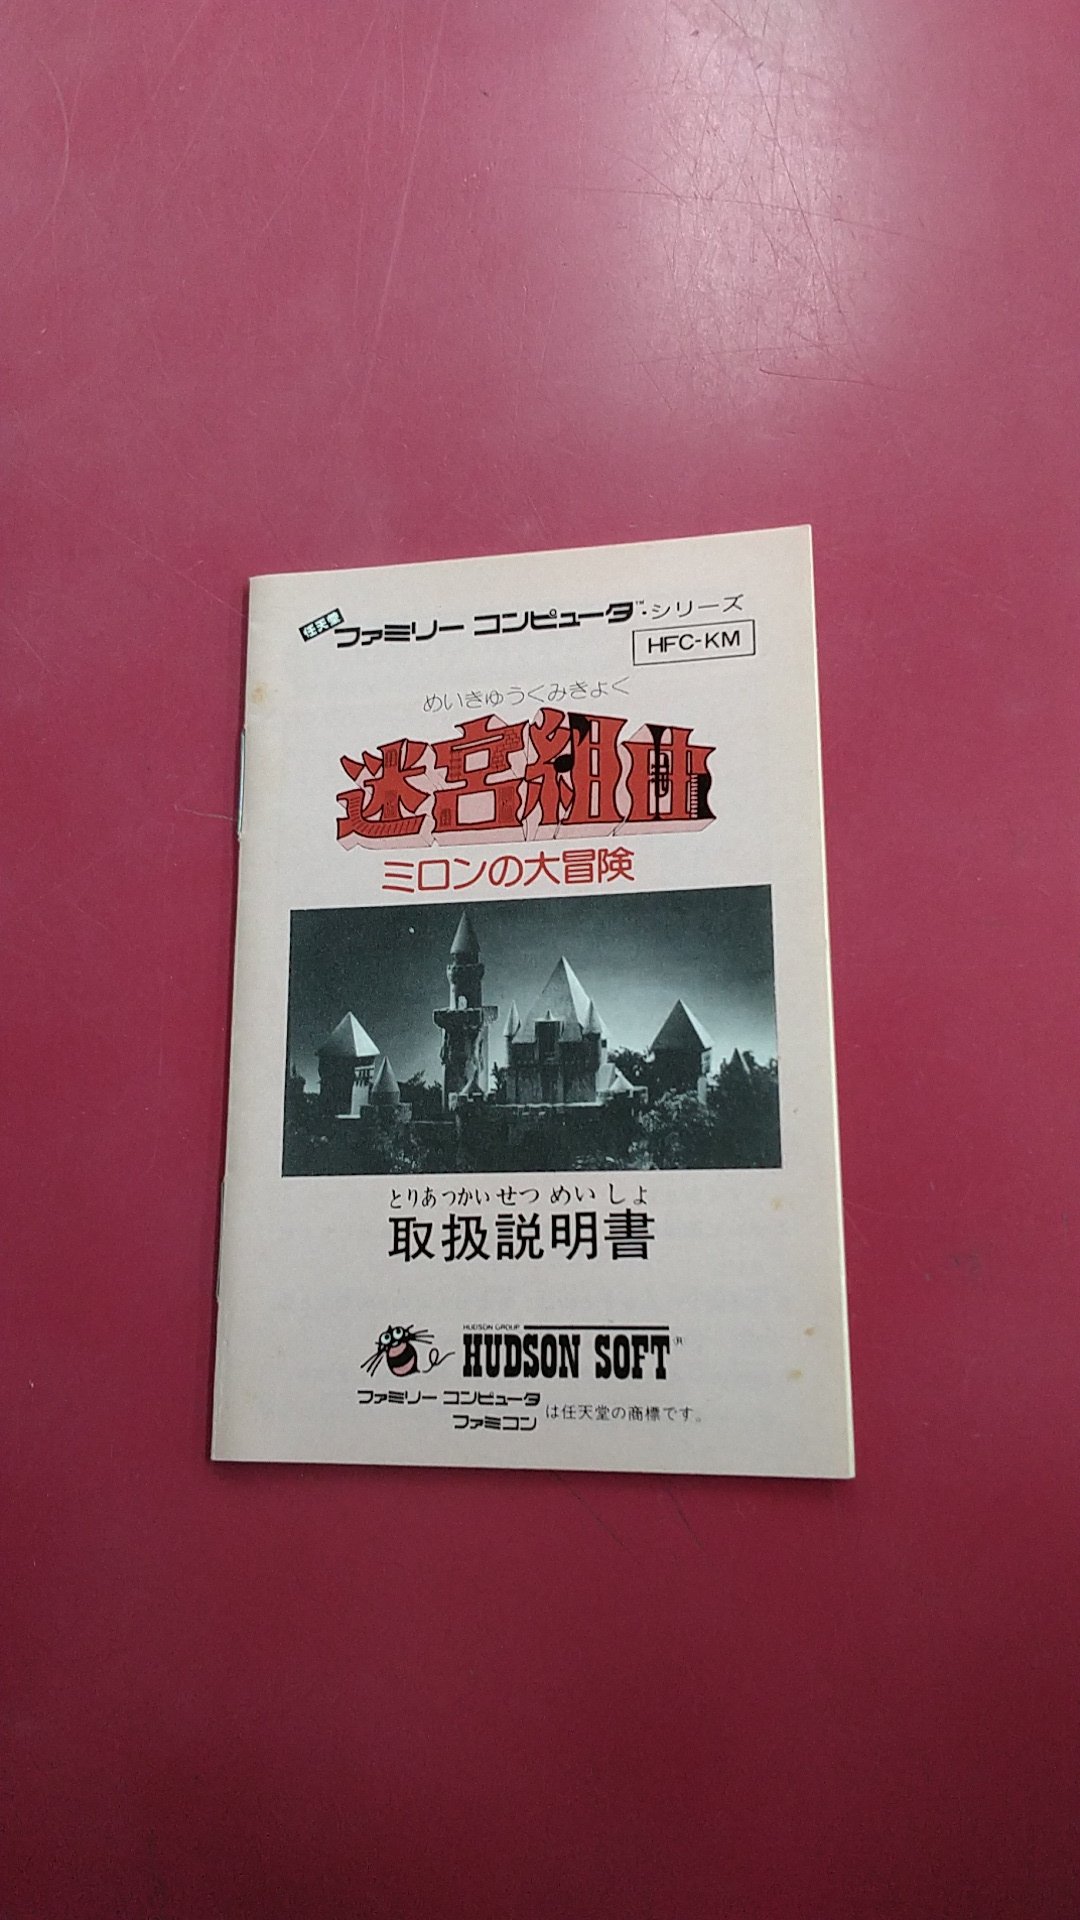 任天堂 ファミリー コンピュータ™・シリーズ
HFC-KM
めいきゅうくみきょく
迷宮組曲
ミロンの大冒険
とりあつかい せつ めい しょ
取扱説明書
HUDSON GROUP
HUDSON SOFT®
ファミリー コンピュータ
ファミコン は任天堂の商標です。